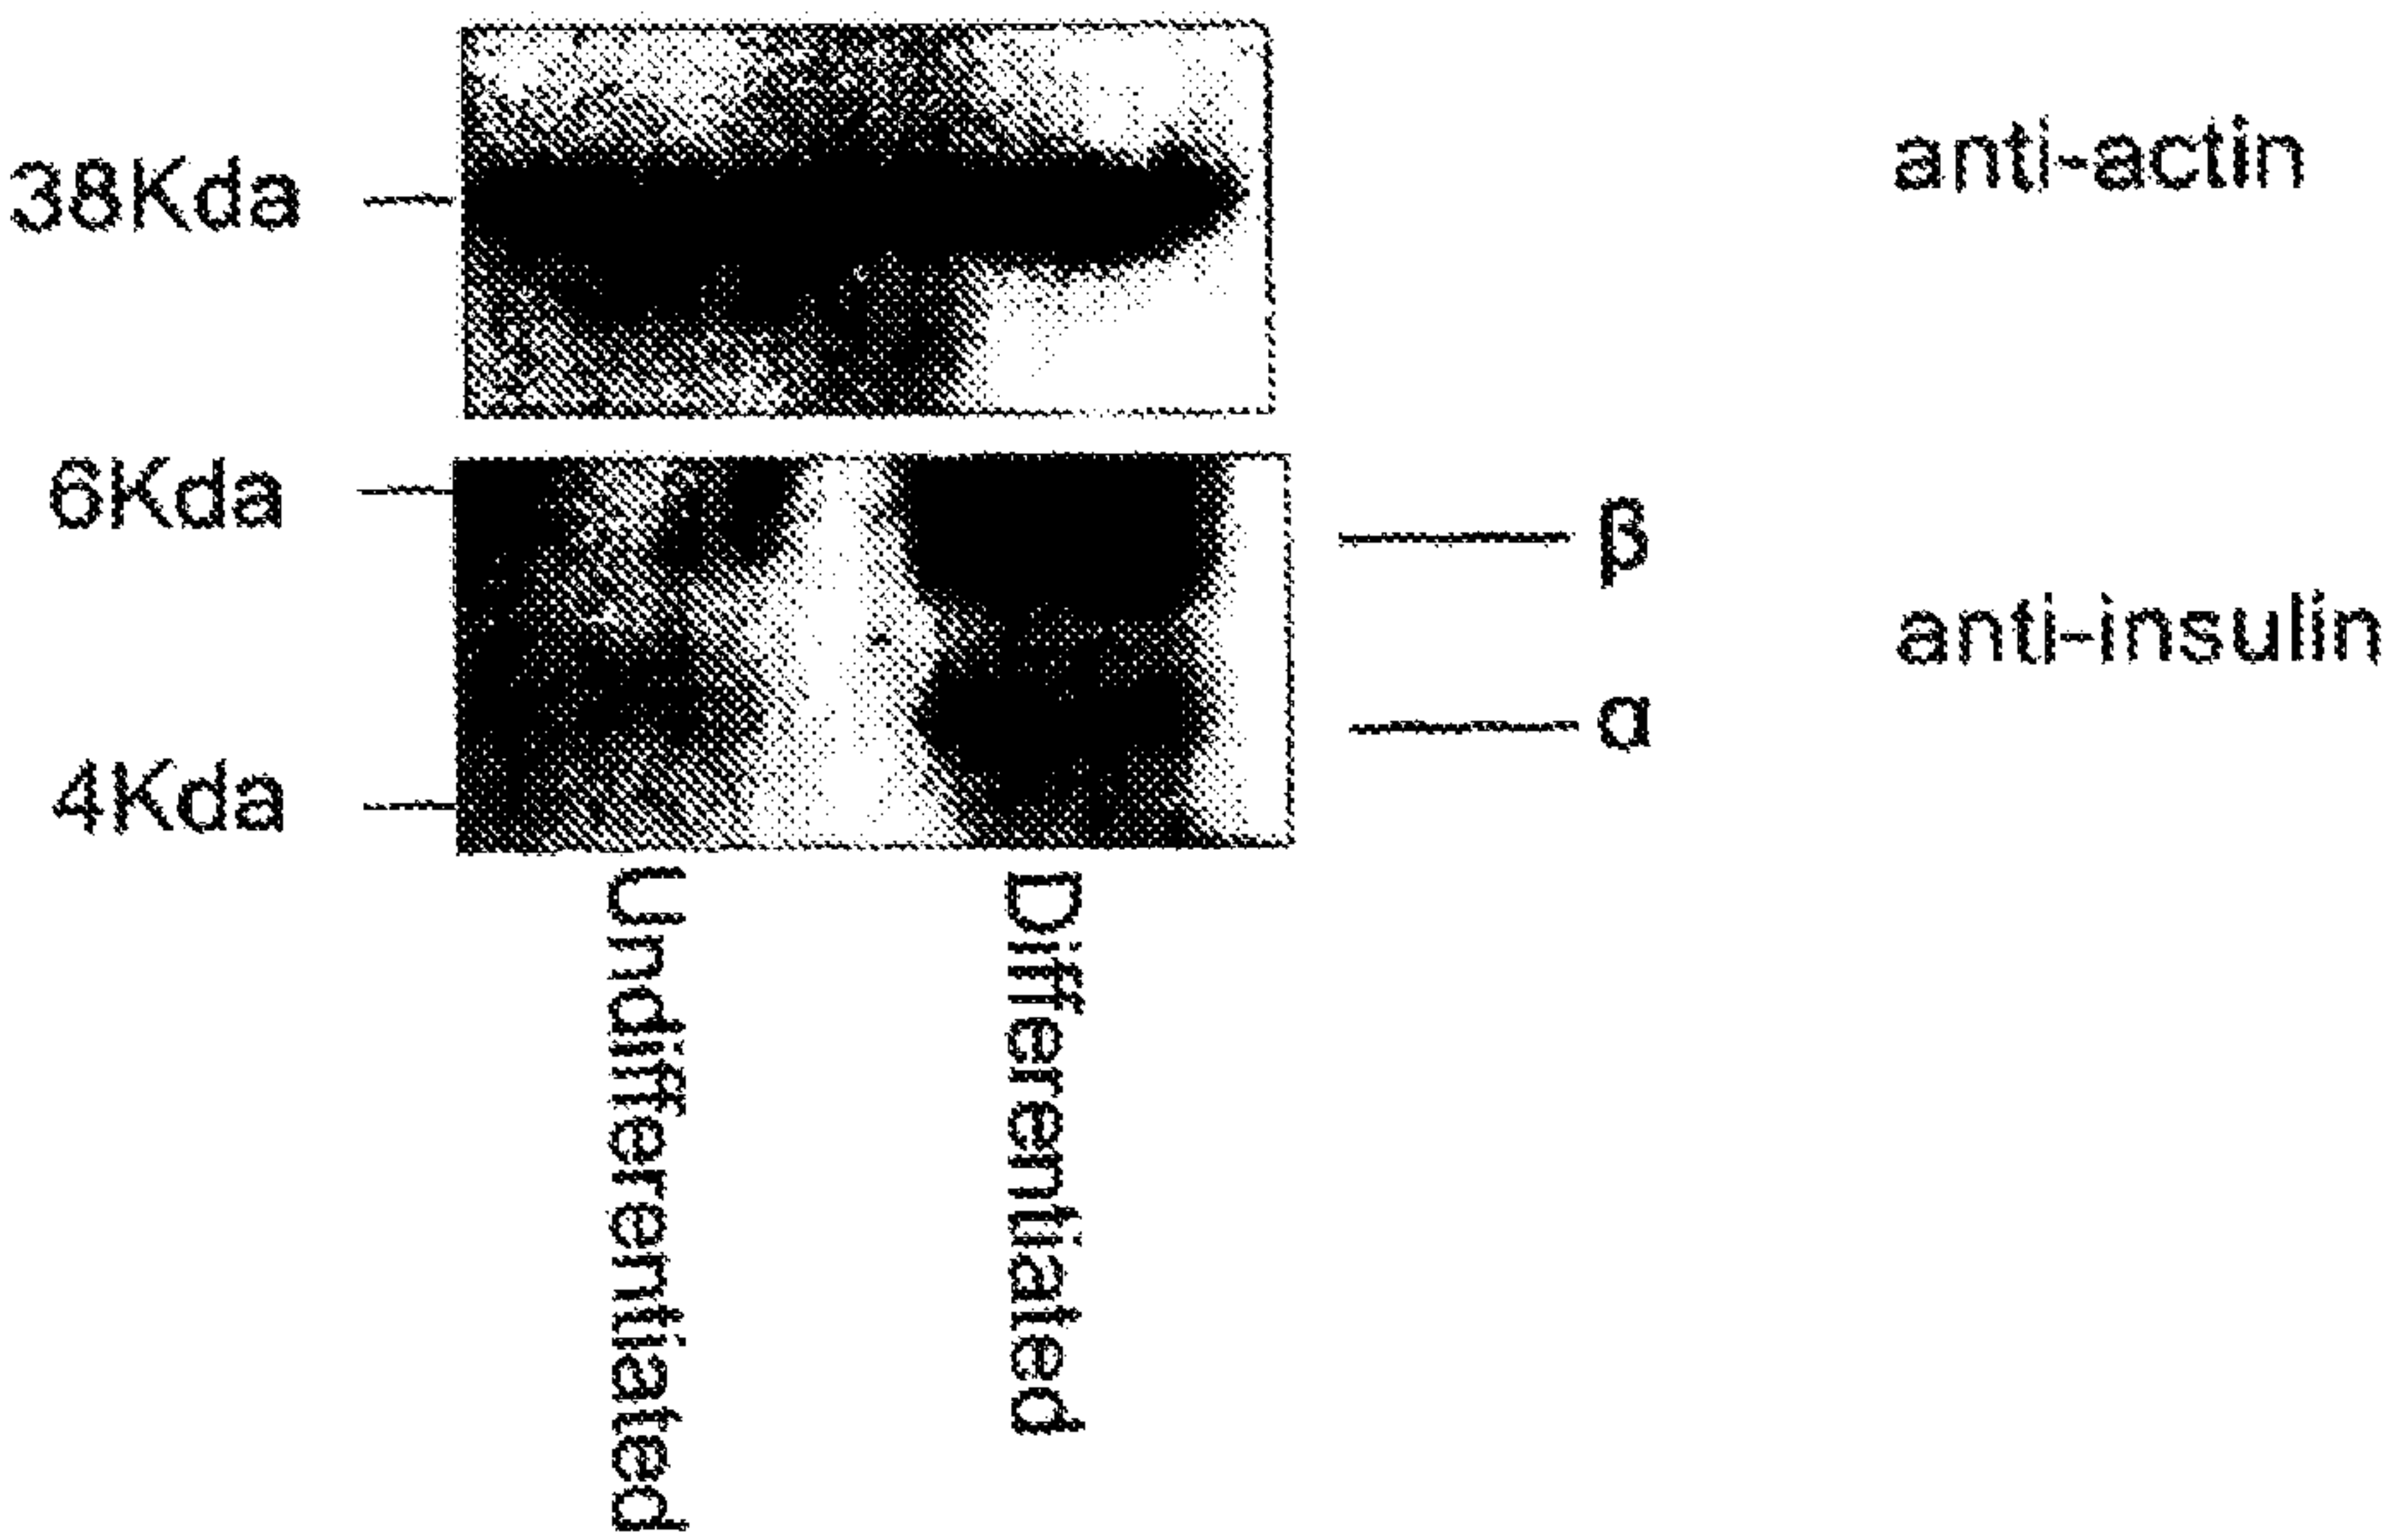 38Kda
anti-actin
6Kda
β
anti-insulin
α
4Kda
Undifferentiated
Differentiated